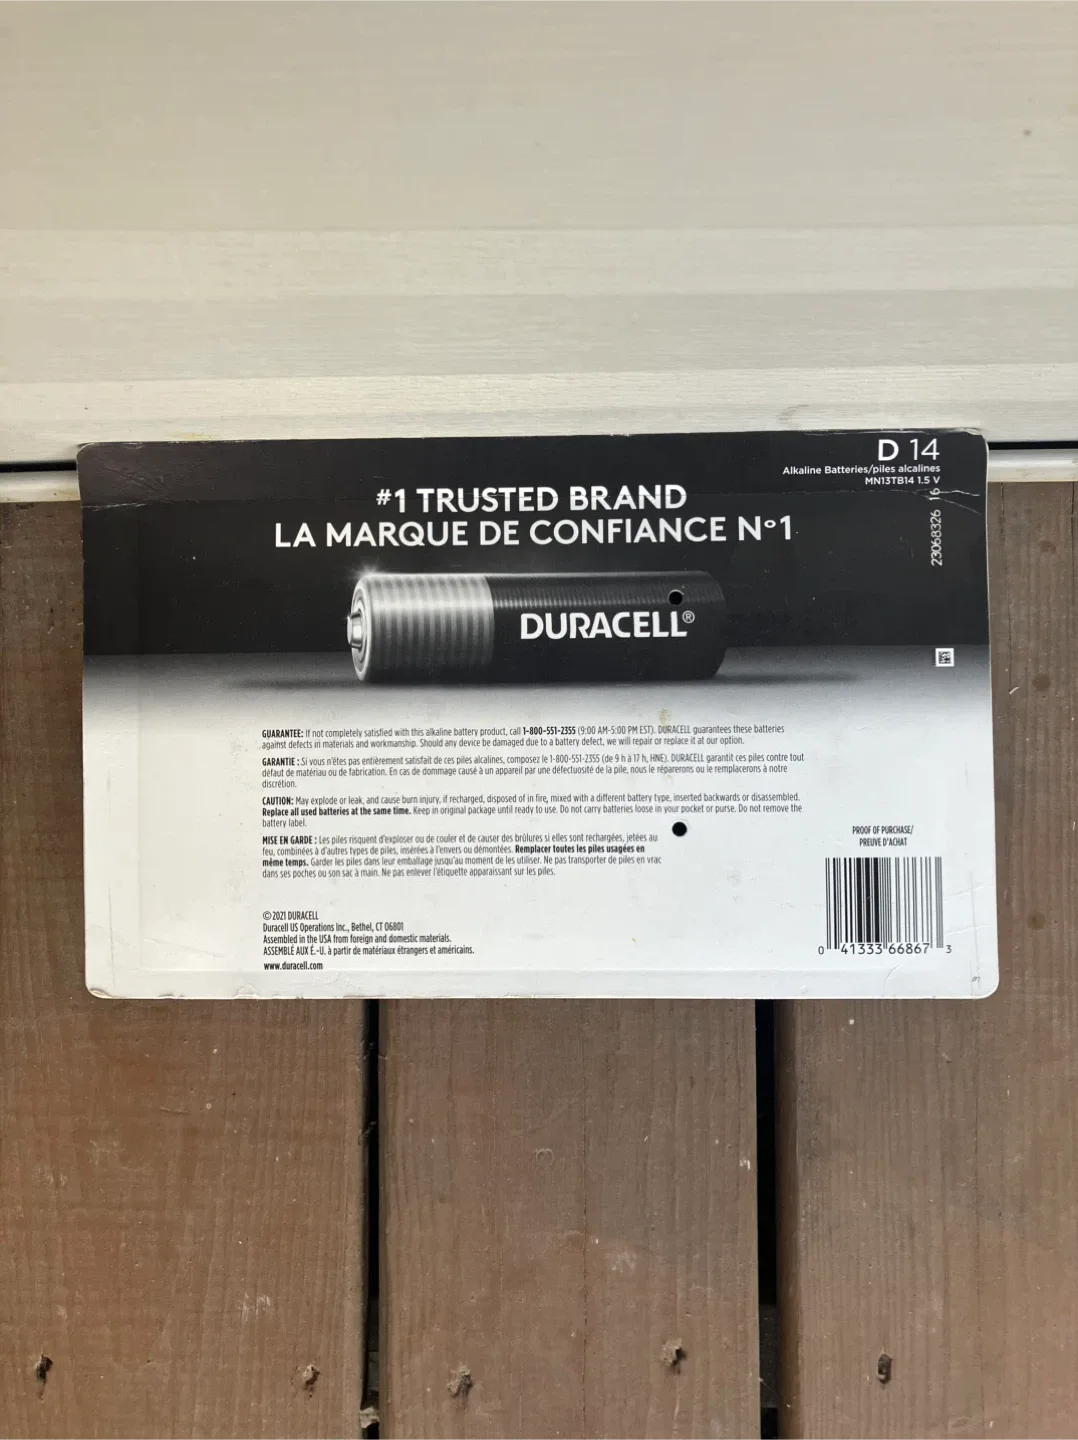 D 14
Alkaline Batteries/piles alcalines
MN13TB14 1.5 V
23068326 16
#1 TRUSTED BRAND
LA MARQUE DE CONFIANCE Nº1
DURACELL®
GUARANTEE: If not completely satisfied with this alkaline battery product, call 1-800-551-2355 (9:00 AM-5:00 PM EST). DURACELL guarantees these batteries
against defects in materials and workmanship. Should any device be damaged due to a battery defect, we will repair or replace it at our option.
GARANTIE : Si vous n'êtes pas entièrement satisfait de ces piles alcalines, composez le 1-800-551-2355 (de 9 h à 17 h, HNE). DURACELL garantit ces piles contre tout
défaut de matériau ou de fabrication. En cas de dommage causé à un appareil par une défectuosité de la pile, nous le réparerons ou le remplacerons à notre
discrétion.
CAUTION: May explode or leak, and cause burn injury, if recharged, disposed of in fire, mixed with a different battery type, inserted backwards or disassembled.
Replace all used batteries at the same time. Keep in original package until ready to use. Do not carry batteries loose in your pocket or purse. Do not remove the
battery label.
MISE EN GARDE : Les piles risquent d'exploser ou de couler et de causer des brûlures si elles sont rechargées, jetées au
feu, combinées à d'autres types de piles, insérées à l'envers ou démontées. Remplacer toutes les piles usagées en
même temps. Garder les piles dans leur emballage jusqu'au moment de les utiliser. Ne pas transporter de piles en vrac
dans ses poches ou son sac à main. Ne pas enlever l'étiquette apparaissant sur les piles.
PROOF OF PURCHASE/
PREUVE D'ACHAT
0 41333 66867 3
© 2021 DURACELL
Duracell US Operations Inc., Bethel, CT 06801
Assembled in the USA from foreign and domestic materials.
ASSEMBLÉ AUX É.-U. à partir de matériaux étrangers et américains.
www.duracell.com